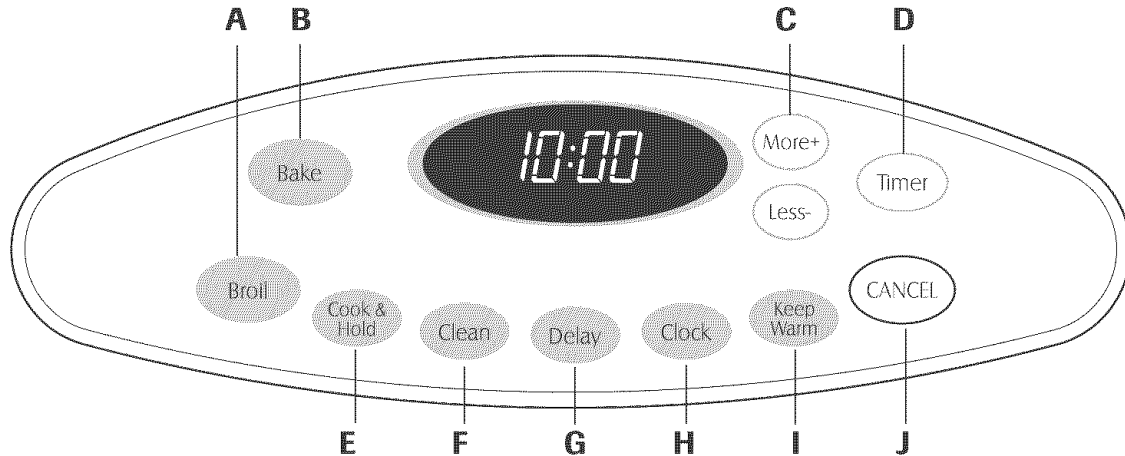 A B C D
10:00
More+
Bake
Timer
Less-
Broil
CANCEL
Cook &
Hold
Clean
Delay
Clock
Keep
Warm
E F G H I J